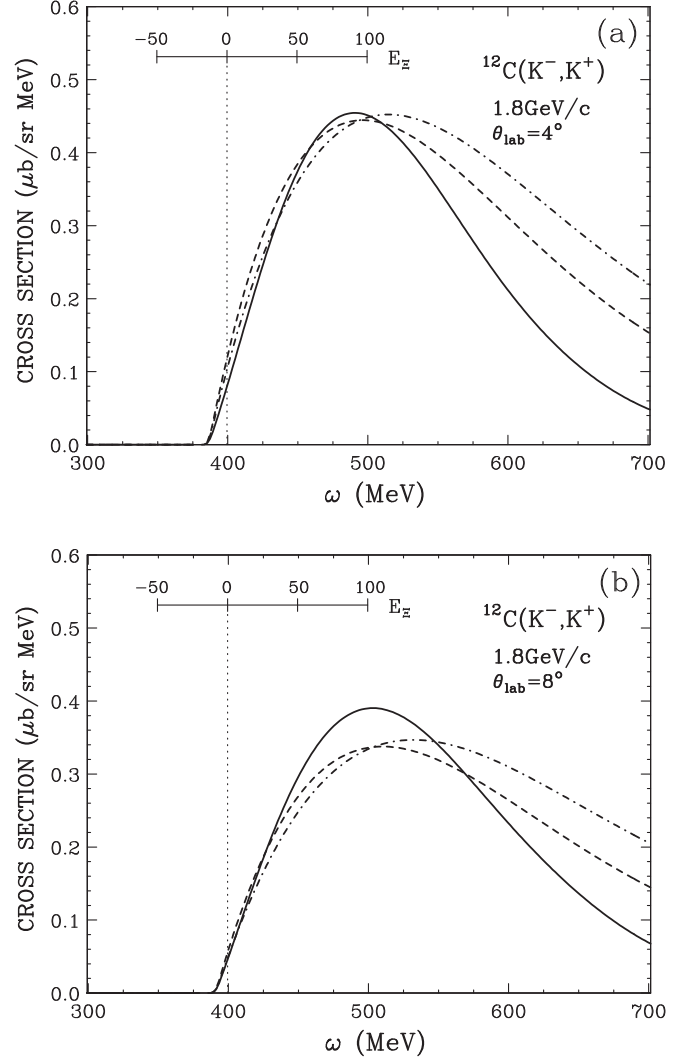 0.6
(a)
−50 0 50 100
E_Ξ
¹²C(K⁻,K⁺)
0.5
1.8GeV/c
θ_lab=4°
0.4
0.3
0.2
0.1
0.0
CROSS SECTION (μb/sr MeV)
300 400 500 600 700
ω (MeV)
0.6
(b)
−50 0 50 100
E_Ξ
¹²C(K⁻,K⁺)
0.5
1.8GeV/c
θ_lab=8°
0.4
0.3
0.2
0.1
0.0
CROSS SECTION (μb/sr MeV)
300 400 500 600 700
ω (MeV)